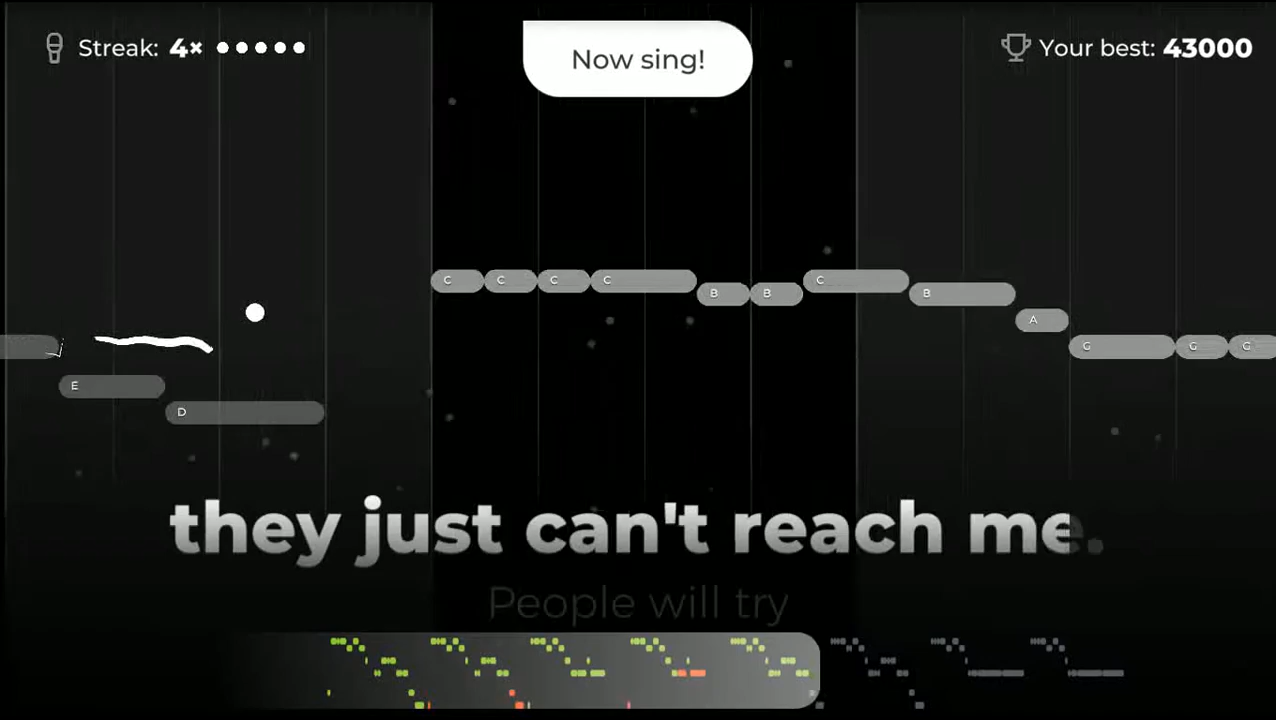 Streak: 4×
Now sing!
Your best: 43000
C C C C B B C B A G G G
E
D
they just can't reach me.
People will try